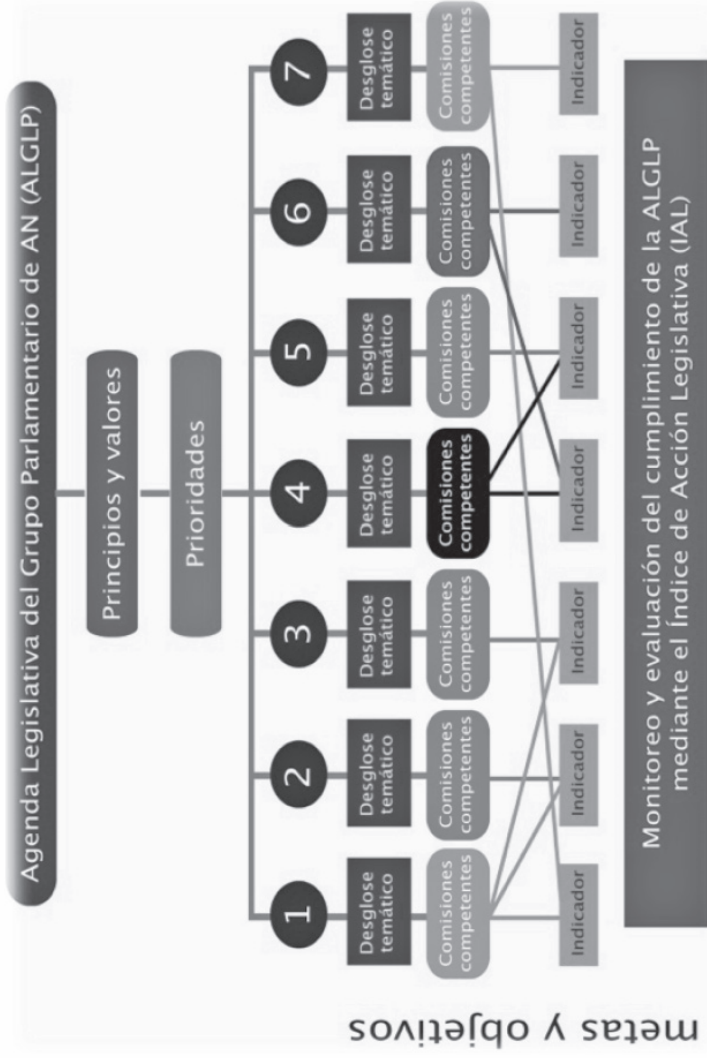 Agenda Legislativa del Grupo Parlamentario de AN (ALGLP)
Principios y valores
Prioridades
1
2
3
4
5
6
7
Desglose
temático
Desglose
temático
Desglose
temático
Desglose
temático
Desglose
temático
Desglose
temático
Desglose
temático
Comisiones
competentes
Comisiones
competentes
Comisiones
competentes
Comisiones
competentes
Comisiones
competentes
Comisiones
competentes
Comisiones
competentes
Indicador
Indicador
Indicador
Indicador
Indicador
Indicador
Indicador
Monitoreo y evaluación del cumplimiento de la ALGLP
mediante el Índice de Acción Legislativa (IAL)
metas y objetivos